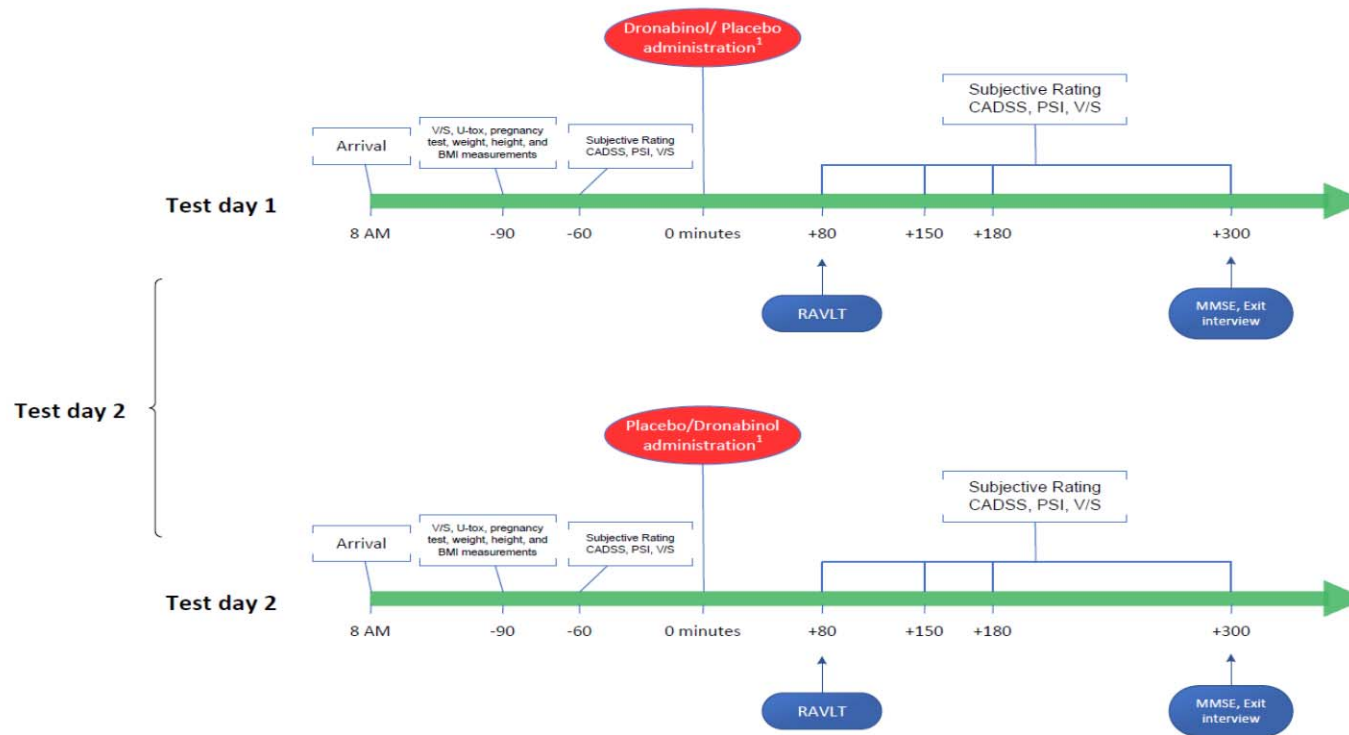 Dronabinol/ Placebo
administration¹
Subjective Rating
CADSS, PSI, V/S
Arrival
V/S, U-tox, pregnancy
test, weight, height, and
BMI measurements
Subjective Rating
CADSS, PSI, V/S
Test day 1
8 AM
-90
-60
0 minutes
+80
+150
+180
+300
RAVLT
MMSE, Exit
interview
Test day 2
Placebo/Dronabinol
administration¹
Subjective Rating
CADSS, PSI, V/S
Arrival
V/S, U-tox, pregnancy
test, weight, height, and
BMI measurements
Subjective Rating
CADSS, PSI, V/S
Test day 2
8 AM
-90
-60
0 minutes
+80
+150
+180
+300
RAVLT
MMSE, Exit
interview